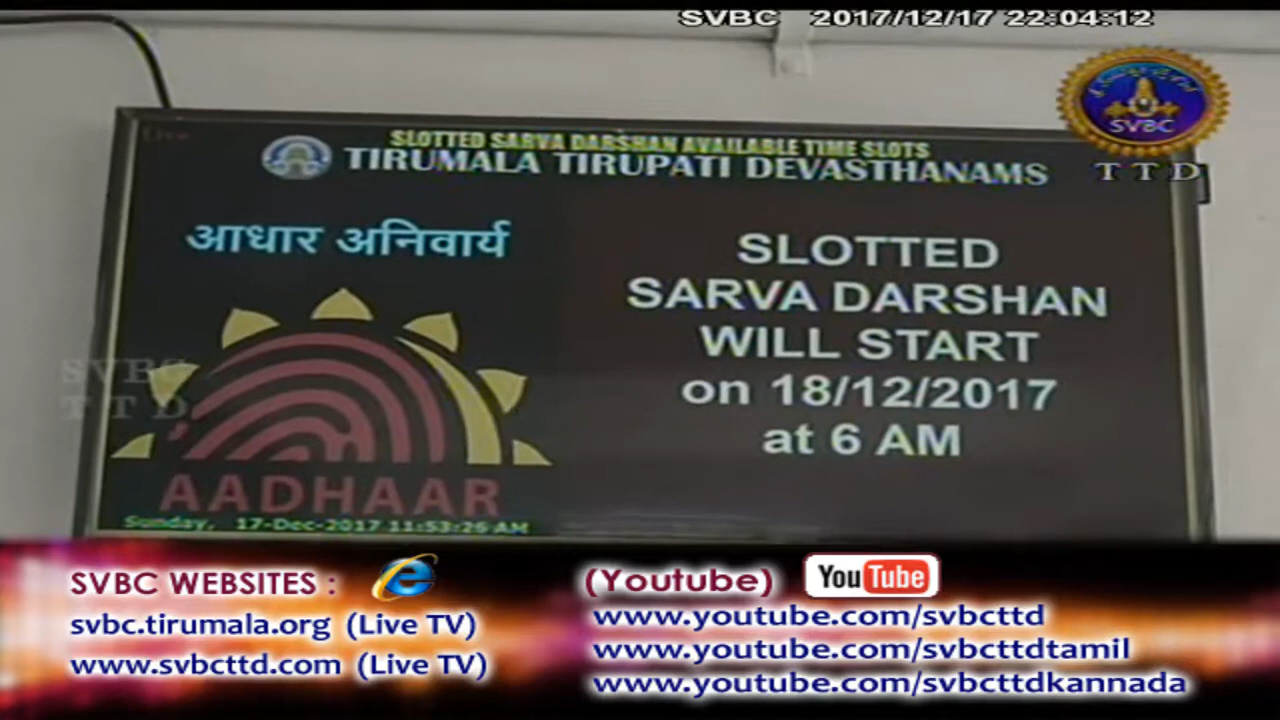 SVBC 2017/12/17 22:04:12
SVBC
T T D
Live
SLOTTED SARVA DARSHAN AVAILABLE TIME SLOTS
TIRUMALA TIRUPATI DEVASTHANAMS
आधार अनिवार्य
SLOTTED
SARVA DARSHAN
WILL START
on 18/12/2017
at 6 AM
SVBC
T T D
AADHAAR
Sunday, 17-Dec-2017 11:53:26 AM
SVBC WEBSITES :
svbc.tirumala.org (Live TV)
www.svbcttd.com (Live TV)
(Youtube) YouTube
www.youtube.com/svbcttd
www.youtube.com/svbcttdtamil
www.youtube.com/svbcttdkannada